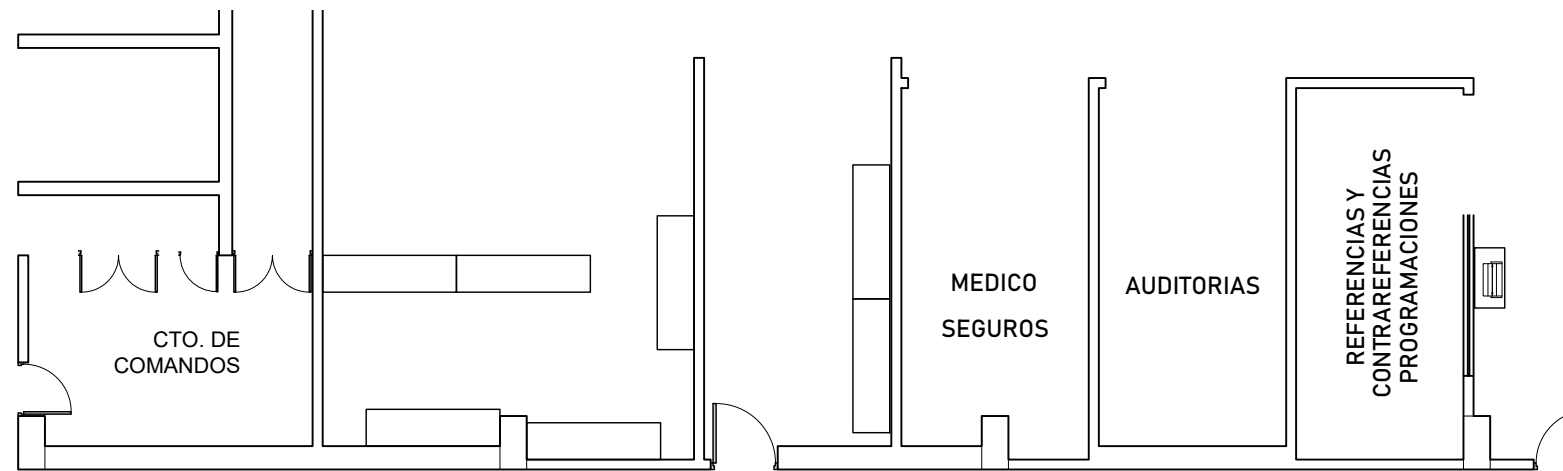 CTO. DE
COMANDOS
MEDICO
SEGUROS
AUDITORIAS
REFERENCIAS Y
CONTRAREFERENCIAS
PROGRAMACIONES